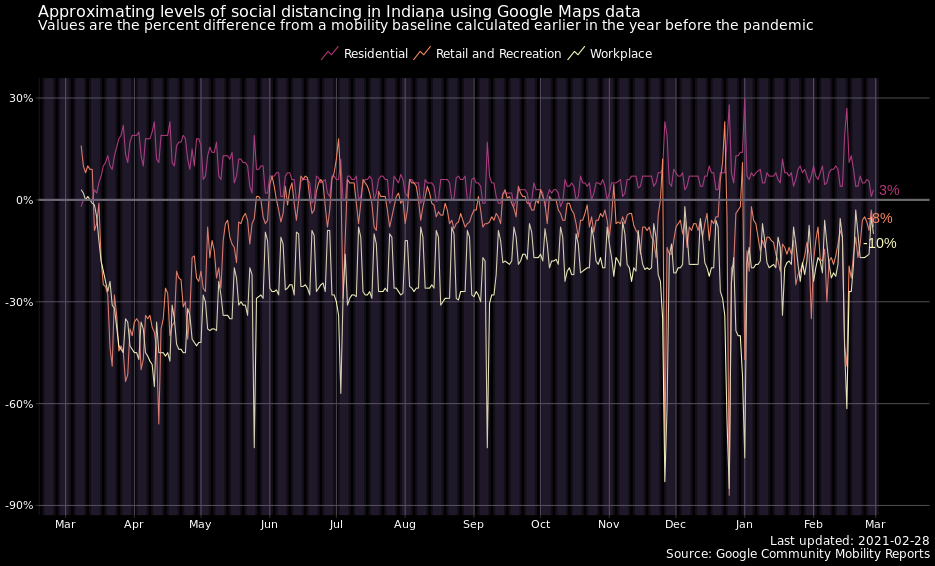 Approximating levels of social distancing in Indiana using Google Maps data
Values are the percent difference from a mobility baseline calculated earlier in the year before the pandemic
Residential Retail and Recreation Workplace
30%
0%
-30%
-60%
-90%
3%
-8%
-10%
Mar Apr May Jun Jul Aug Sep Oct Nov Dec Jan Feb Mar
Last updated: 2021-02-28
Source: Google Community Mobility Reports